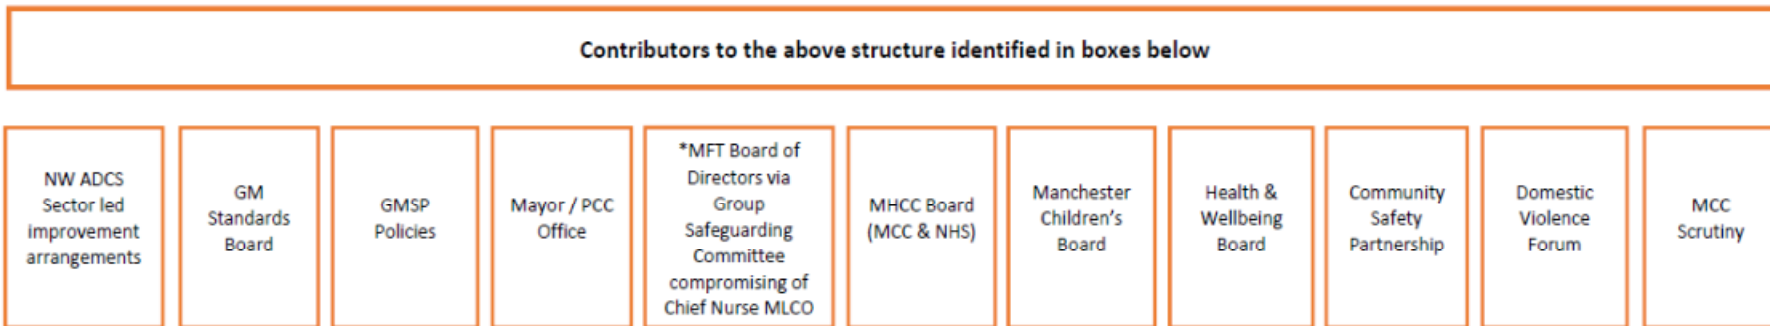 Contributors to the above structure identified in boxes below
NW ADCS
Sector led
improvement
arrangements
GM
Standards
Board
GMSP
Policies
Mayor / PCC
Office
*MFT Board of
Directors via
Group
Safeguarding
Committee
compromising of
Chief Nurse MLCO
MHCC Board
(MCC & NHS)
Manchester
Children's
Board
Health &
Wellbeing
Board
Community
Safety
Partnership
Domestic
Violence
Forum
MCC
Scrutiny